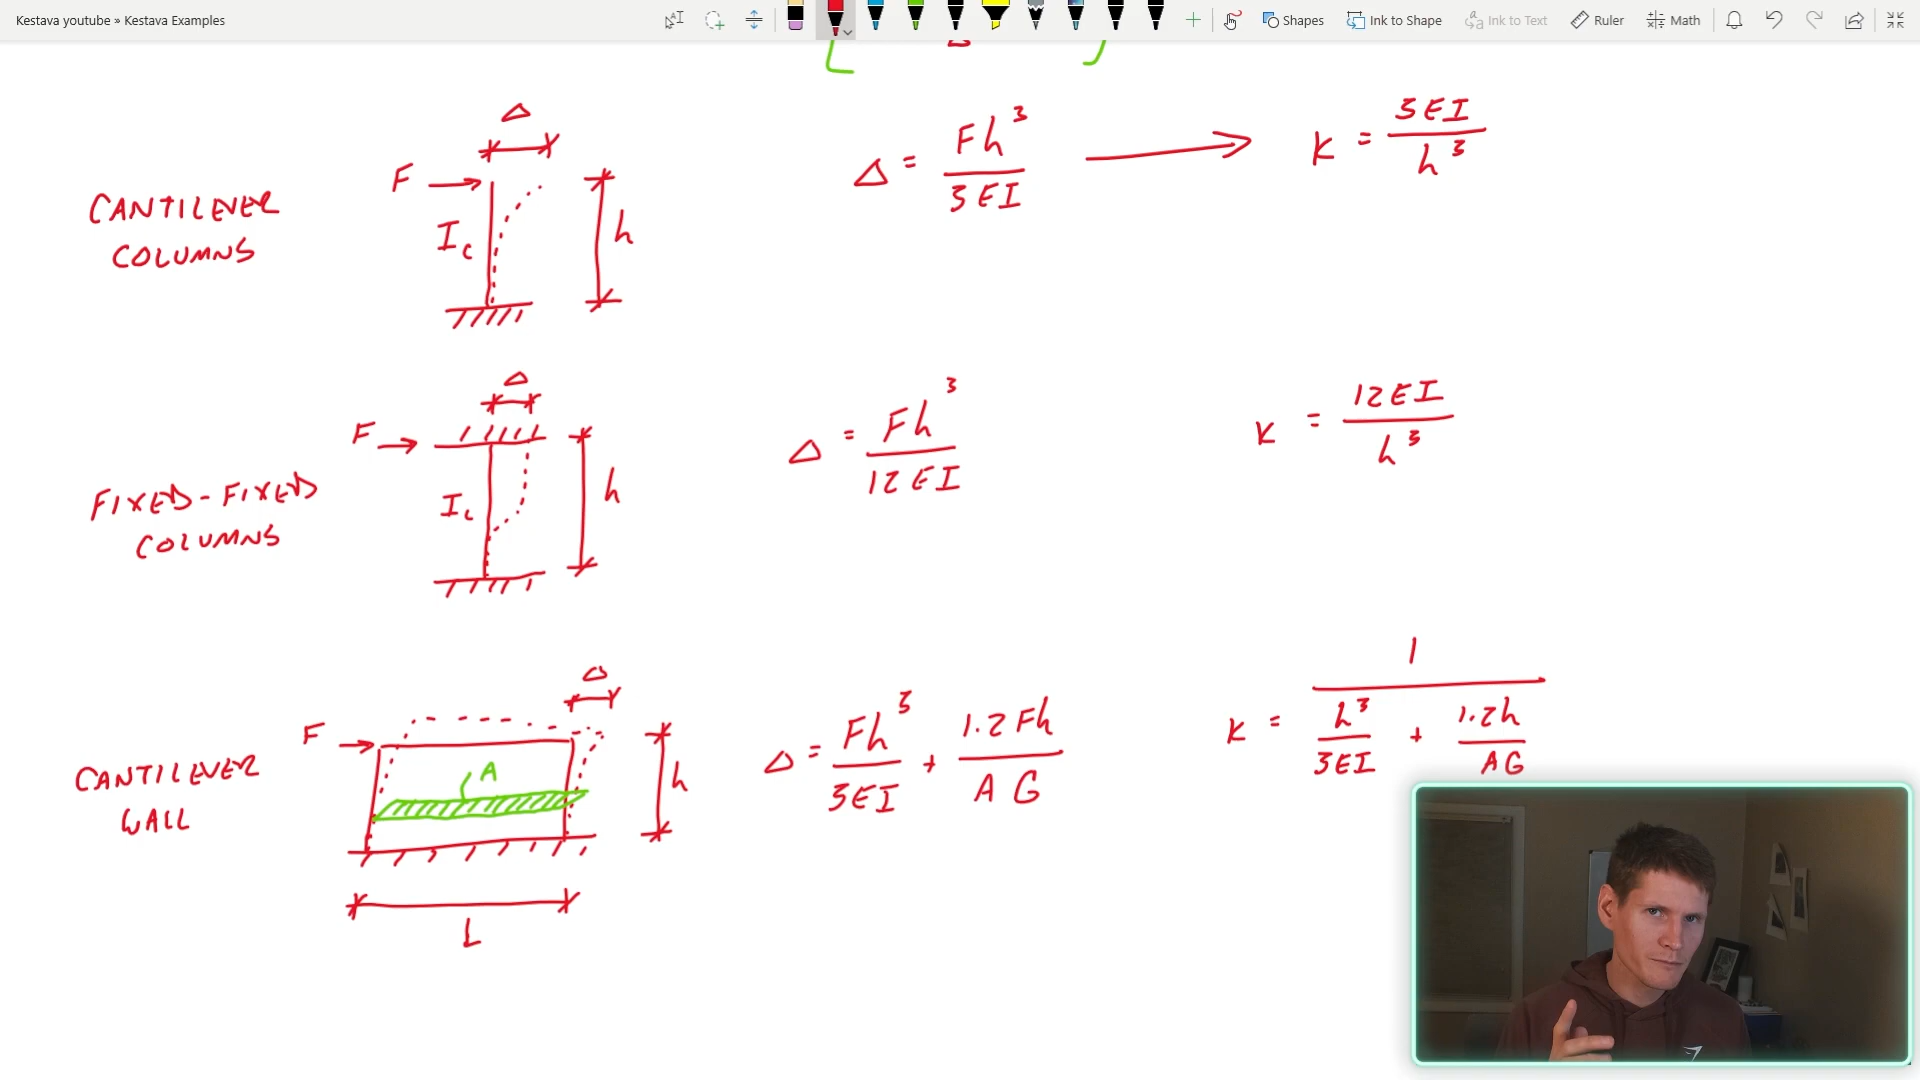 Kestava youtube » Kestava Examples
Shapes
Ink to Shape
Ink to Text
Ruler
Math
Δ
Δ
F
CANTILEVER
COLUMNS
I_c
h
Δ = Fh³ / 3EI
K = 3EI / h³
Δ
F
FIXED-FIXED
COLUMNS
I_c
h
Δ = Fh³ / 12EI
K = 12EI / h³
Δ
F
CANTILEVER
WALL
A
h
L
Δ = Fh³ / 3EI + 1.2Fh / AG
K = 1 / (h³ / 3EI + 1.2h / AG)